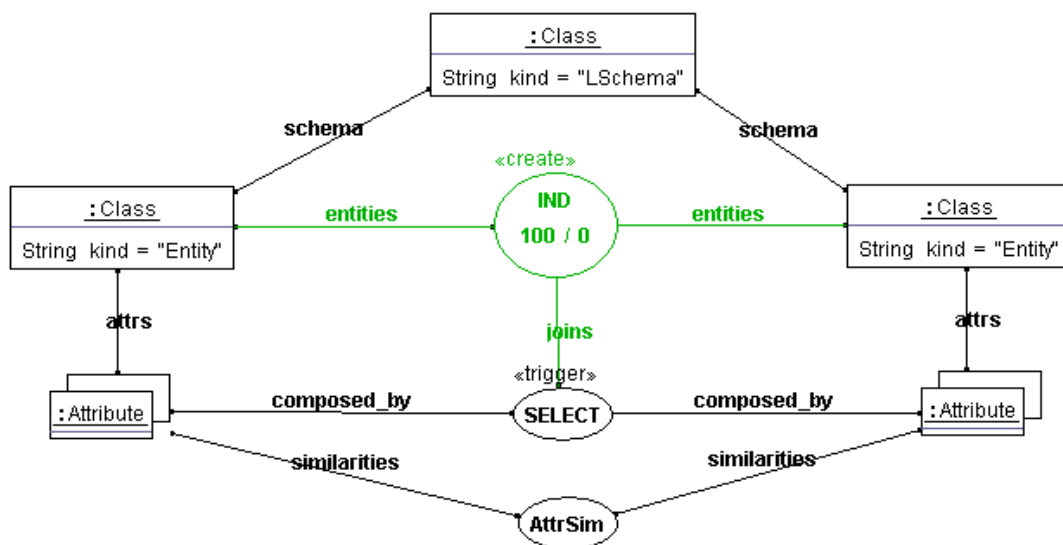 :Class
String kind = "LSchema"
schema
schema
«create»
:Class
String kind = "Entity"
entities
IND
100 / 0
entities
:Class
String kind = "Entity"
attrs
joins
attrs
«trigger»
:Attribute
composed_by
SELECT
composed_by
:Attribute
similarities
similarities
AttrSim